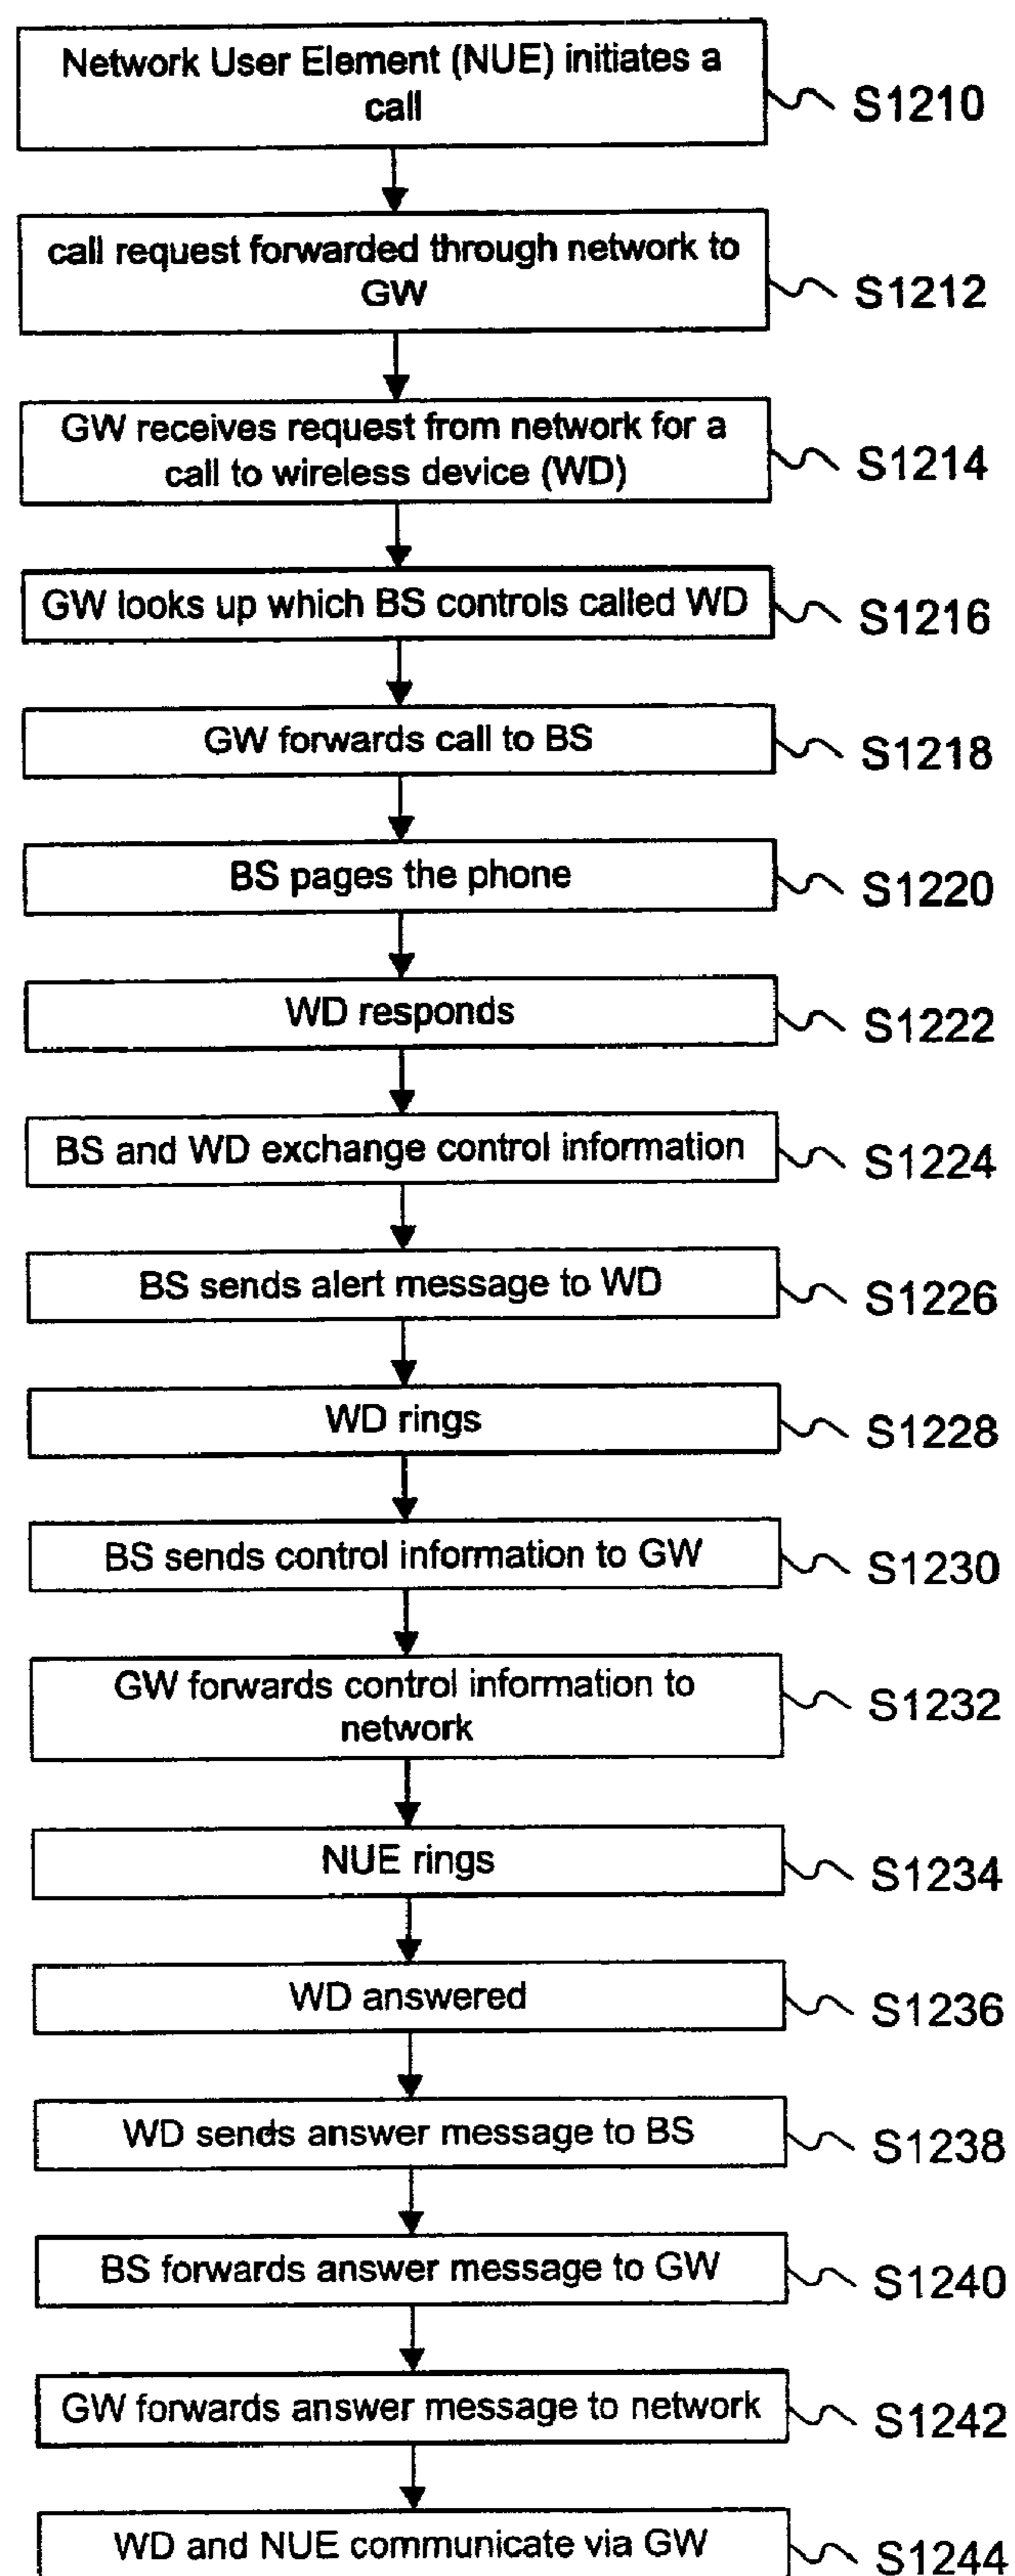 Network User Element (NUE) initiates a
call
S1210
call request forwarded through network to
GW
S1212
GW receives request from network for a
call to wireless device (WD)
S1214
GW looks up which BS controls called WD
S1216
GW forwards call to BS
S1218
BS pages the phone
S1220
WD responds
S1222
BS and WD exchange control information
S1224
BS sends alert message to WD
S1226
WD rings
S1228
BS sends control information to GW
S1230
GW forwards control information to
network
S1232
NUE rings
S1234
WD answered
S1236
WD sends answer message to BS
S1238
BS forwards answer message to GW
S1240
GW forwards answer message to network
S1242
WD and NUE communicate via GW
S1244